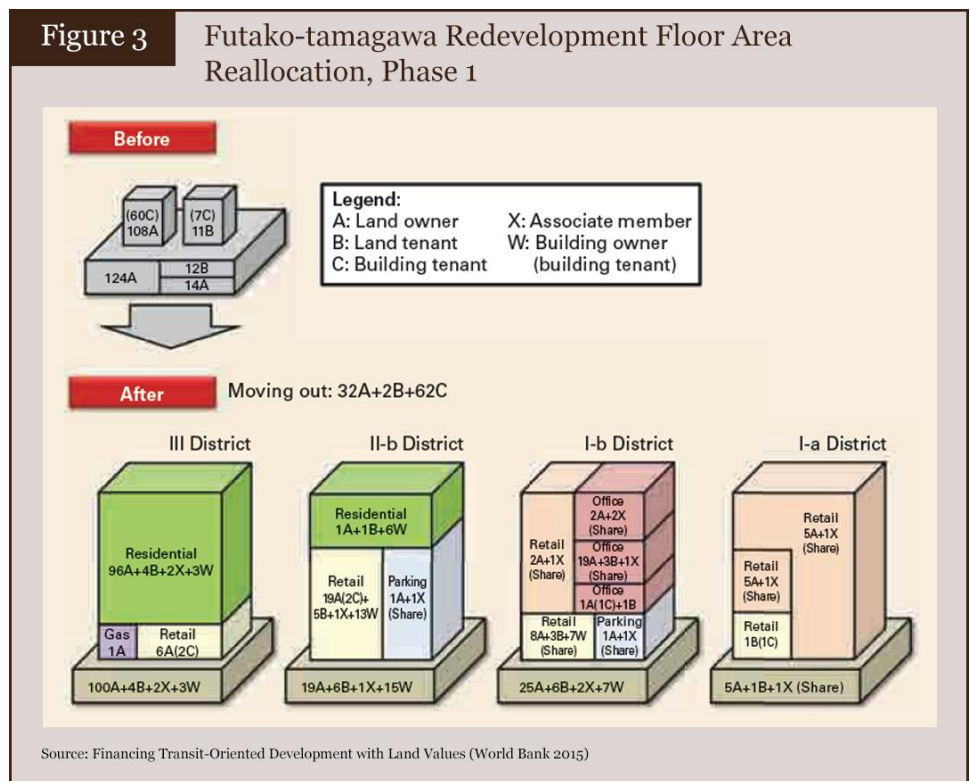 Figure 3
Futako-tamagawa Redevelopment Floor Area
Reallocation, Phase 1
Before
(60C)
108A
(7C)
11B
124A
12B
14A
Legend:
A: Land owner
B: Land tenant
C: Building tenant
X: Associate member
W: Building owner
(building tenant)
After
Moving out: 32A+2B+62C
III District
Residential
96A+4B+2X+3W
Gas
1A
Retail
6A(2C)
100A+4B+2X+3W
II-b District
Residential
1A+1B+6W
Retail
19A(2C)+
5B+1X+13W
Parking
1A+1X
(Share)
19A+6B+1X+15W
I-b District
Retail
2A+1X
(Share)
Office
2A+2X
(Share)
Office
19A+3B+1X
(Share)
Office
1A(1C)+1B
Retail
8A+3B+7W
(Share)
Parking
1A+1X
(Share)
25A+6B+2X+7W
I-a District
Retail
5A+1X
(Share)
Retail
5A+1X
(Share)
Retail
1B(1C)
5A+1B+1X (Share)
Source: Financing Transit-Oriented Development with Land Values (World Bank 2015)